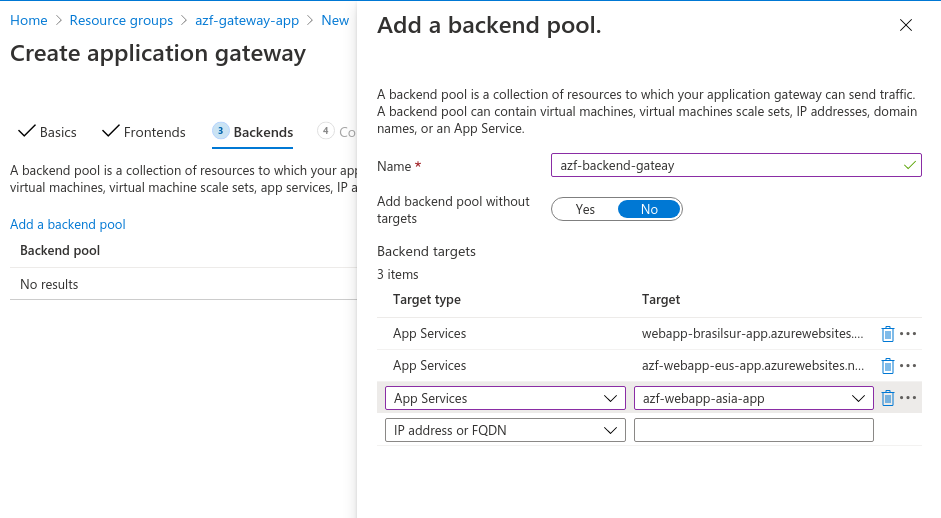 Home > Resource groups > azf-gateway-app > New
Create application gateway
Basics
Frontends
3 Backends
4 Co
A backend pool is a collection of resources to which your app
virtual machines, virtual machine scale sets, app services, IP a
Add a backend pool
Backend pool
No results
Add a backend pool.
A backend pool is a collection of resources to which your application gateway can send traffic.
A backend pool can contain virtual machines, virtual machines scale sets, IP addresses, domain
names, or an App Service.
Name * azf-backend-gateay
Add backend pool without
targets
Yes No
Backend targets
3 items
Target type Target
App Services webapp-brasilsur-app.azurewebsites....
App Services azf-webapp-eus-app.azurewebsites.n...
App Services azf-webapp-asia-app
IP address or FQDN